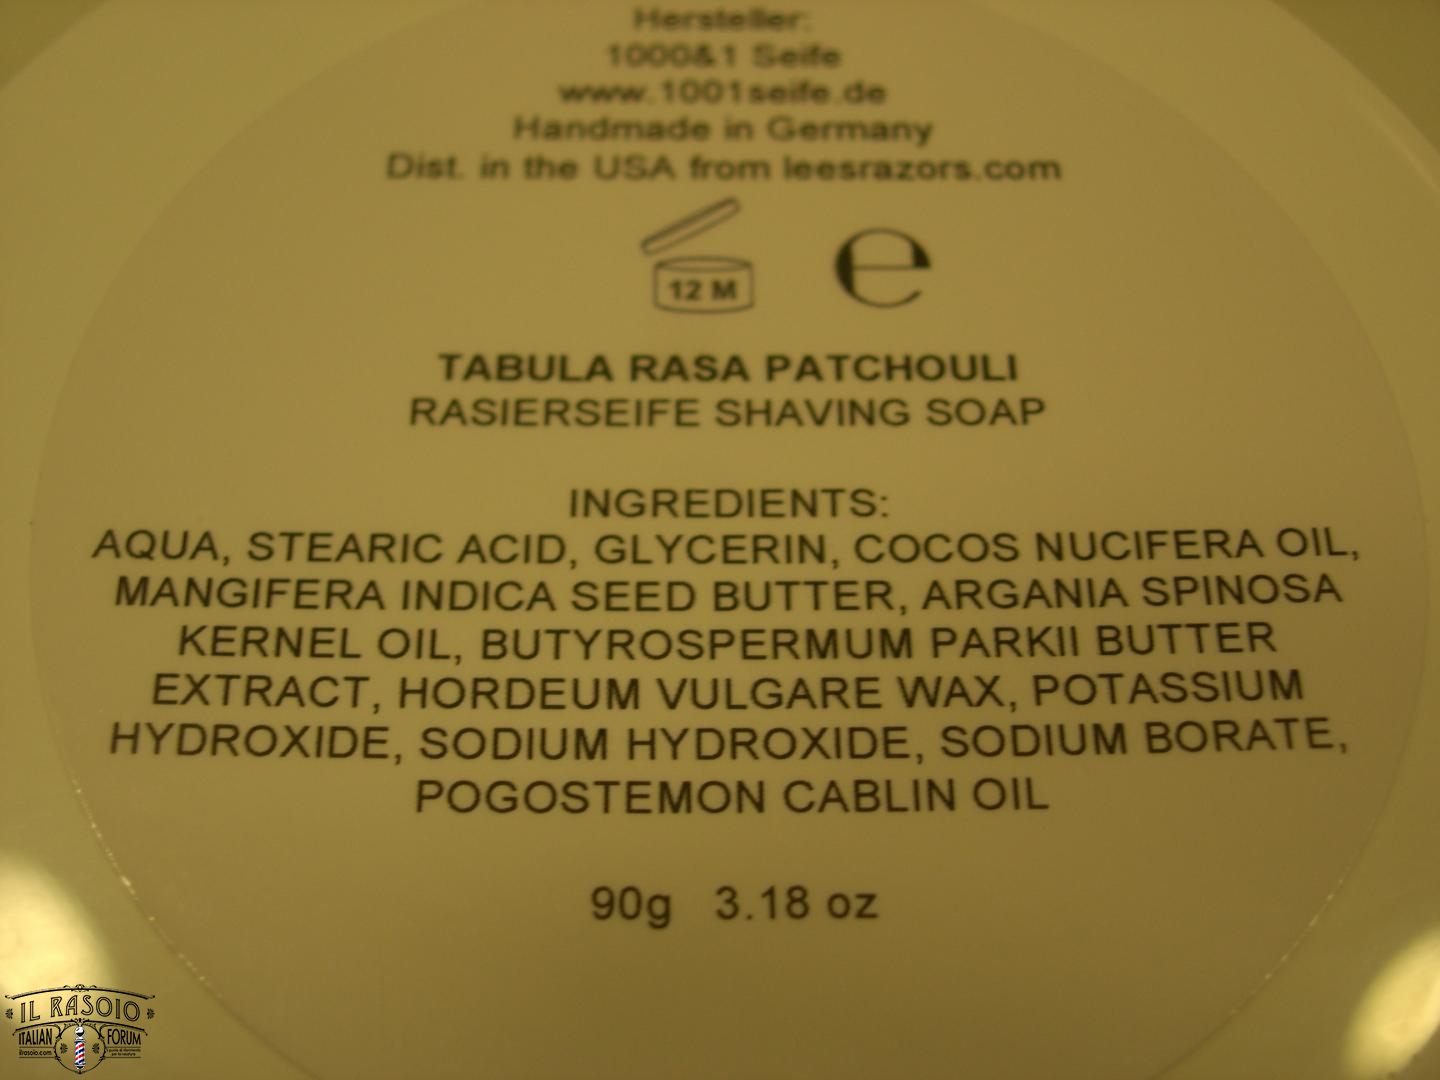 Hersteller:
1000&1 Seife
www.1001seife.de
Handmade in Germany
Dist. in the USA from leesrazors.com
12 M
e
TABULA RASA PATCHOULI
RASIERSEIFE SHAVING SOAP
INGREDIENTS:
AQUA, STEARIC ACID, GLYCERIN, COCOS NUCIFERA OIL,
MANGIFERA INDICA SEED BUTTER, ARGANIA SPINOSA
KERNEL OIL, BUTYROSPERMUM PARKII BUTTER
EXTRACT, HORDEUM VULGARE WAX, POTASSIUM
HYDROXIDE, SODIUM HYDROXIDE, SODIUM BORATE,
POGOSTEMON CABLIN OIL
90g 3.18 oz
IL RASOIO
ITALIAN FORUM
ilrasoio.com